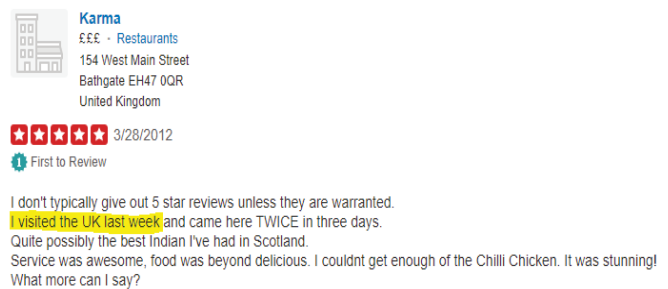 Karma
£££ · Restaurants
154 West Main Street
Bathgate EH47 0QR
United Kingdom
3/28/2012
1 First to Review
I don't typically give out 5 star reviews unless they are warranted.
I visited the UK last week and came here TWICE in three days.
Quite possibly the best Indian I've had in Scotland.
Service was awesome, food was beyond delicious. I couldnt get enough of the Chilli Chicken. It was stunning!
What more can I say?